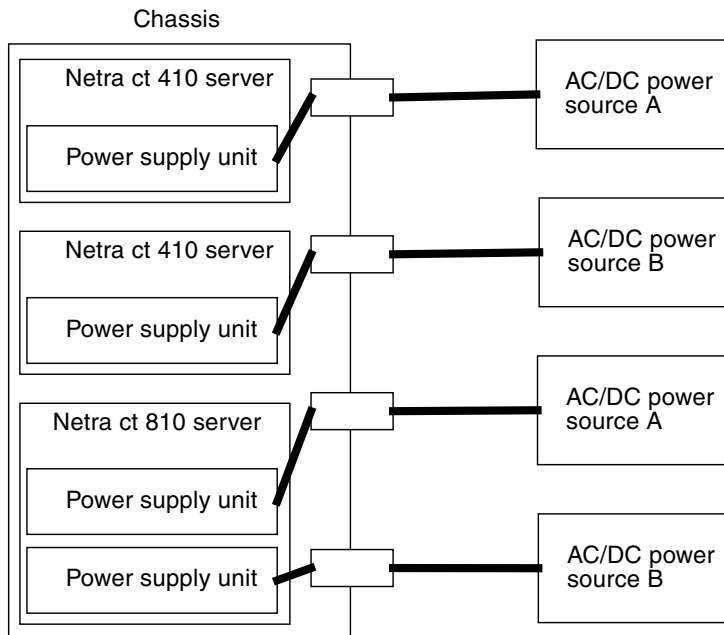 Chassis
Netra ct 410 server
Power supply unit
AC/DC power
source A
Netra ct 410 server
Power supply unit
AC/DC power
source B
Netra ct 810 server
Power supply unit
AC/DC power
source A
Power supply unit
AC/DC power
source B